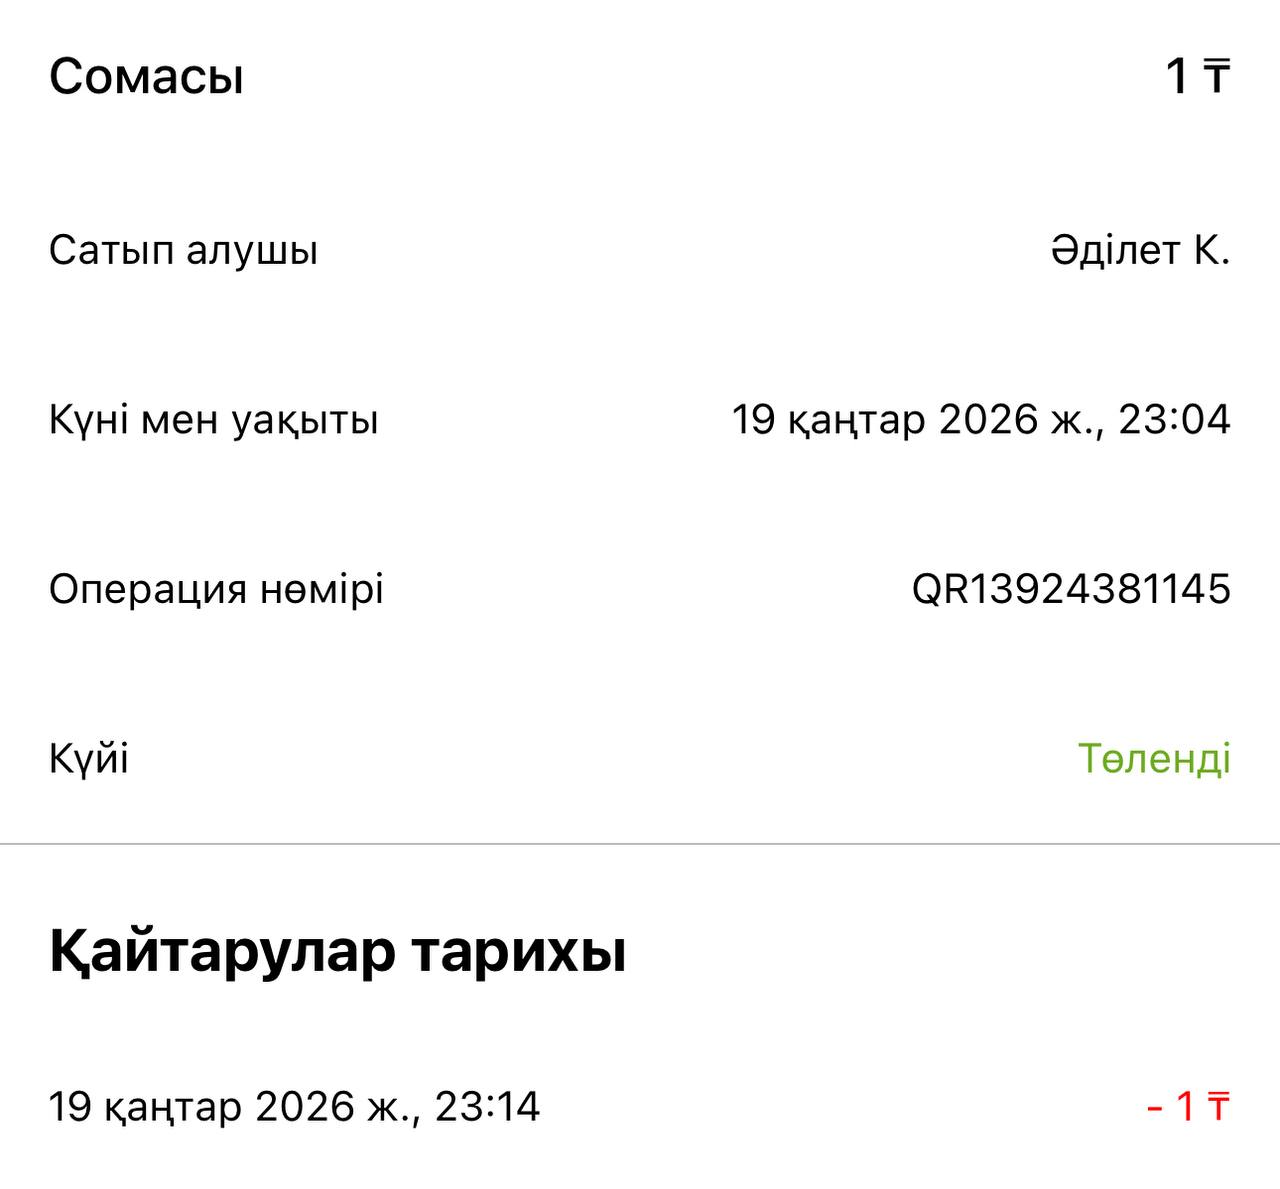 Сомасы 1 ₸
Сатып алушы Әділет К.
Күні мен уақыты 19 қаңтар 2026 ж., 23:04
Операция нөмірі QR13924381145
Күйі Төленді
Қайтарулар тарихы
19 қаңтар 2026 ж., 23:14 - 1 ₸